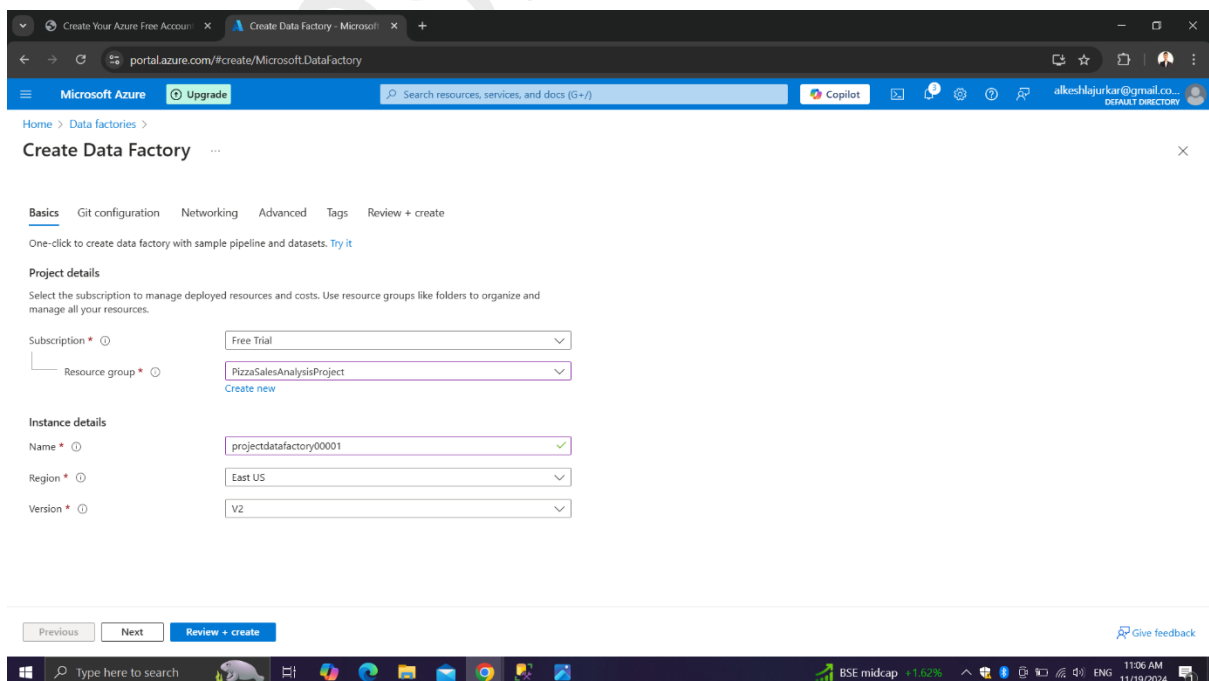 Create Your Azure Free Account
Create Data Factory - Microsoft
portal.azure.com/#create/Microsoft.DataFactory
Microsoft Azure
Upgrade
Search resources, services, and docs (G+/)
Copilot
3
alkeshlajurkar@gmail.co...
DEFAULT DIRECTORY
Home > Data factories >
Create Data Factory ...
Basics Git configuration Networking Advanced Tags Review + create
One-click to create data factory with sample pipeline and datasets. Try it
Project details
Select the subscription to manage deployed resources and costs. Use resource groups like folders to organize and
manage all your resources.
Subscription * Free Trial
Resource group * PizzaSalesAnalysisProject
Create new
Instance details
Name * projectdatafactory00001
Region * East US
Version * V2
Previous Next Review + create Give feedback
Type here to search BSE midcap +1.62% ENG 11:06 AM
11/19/2024